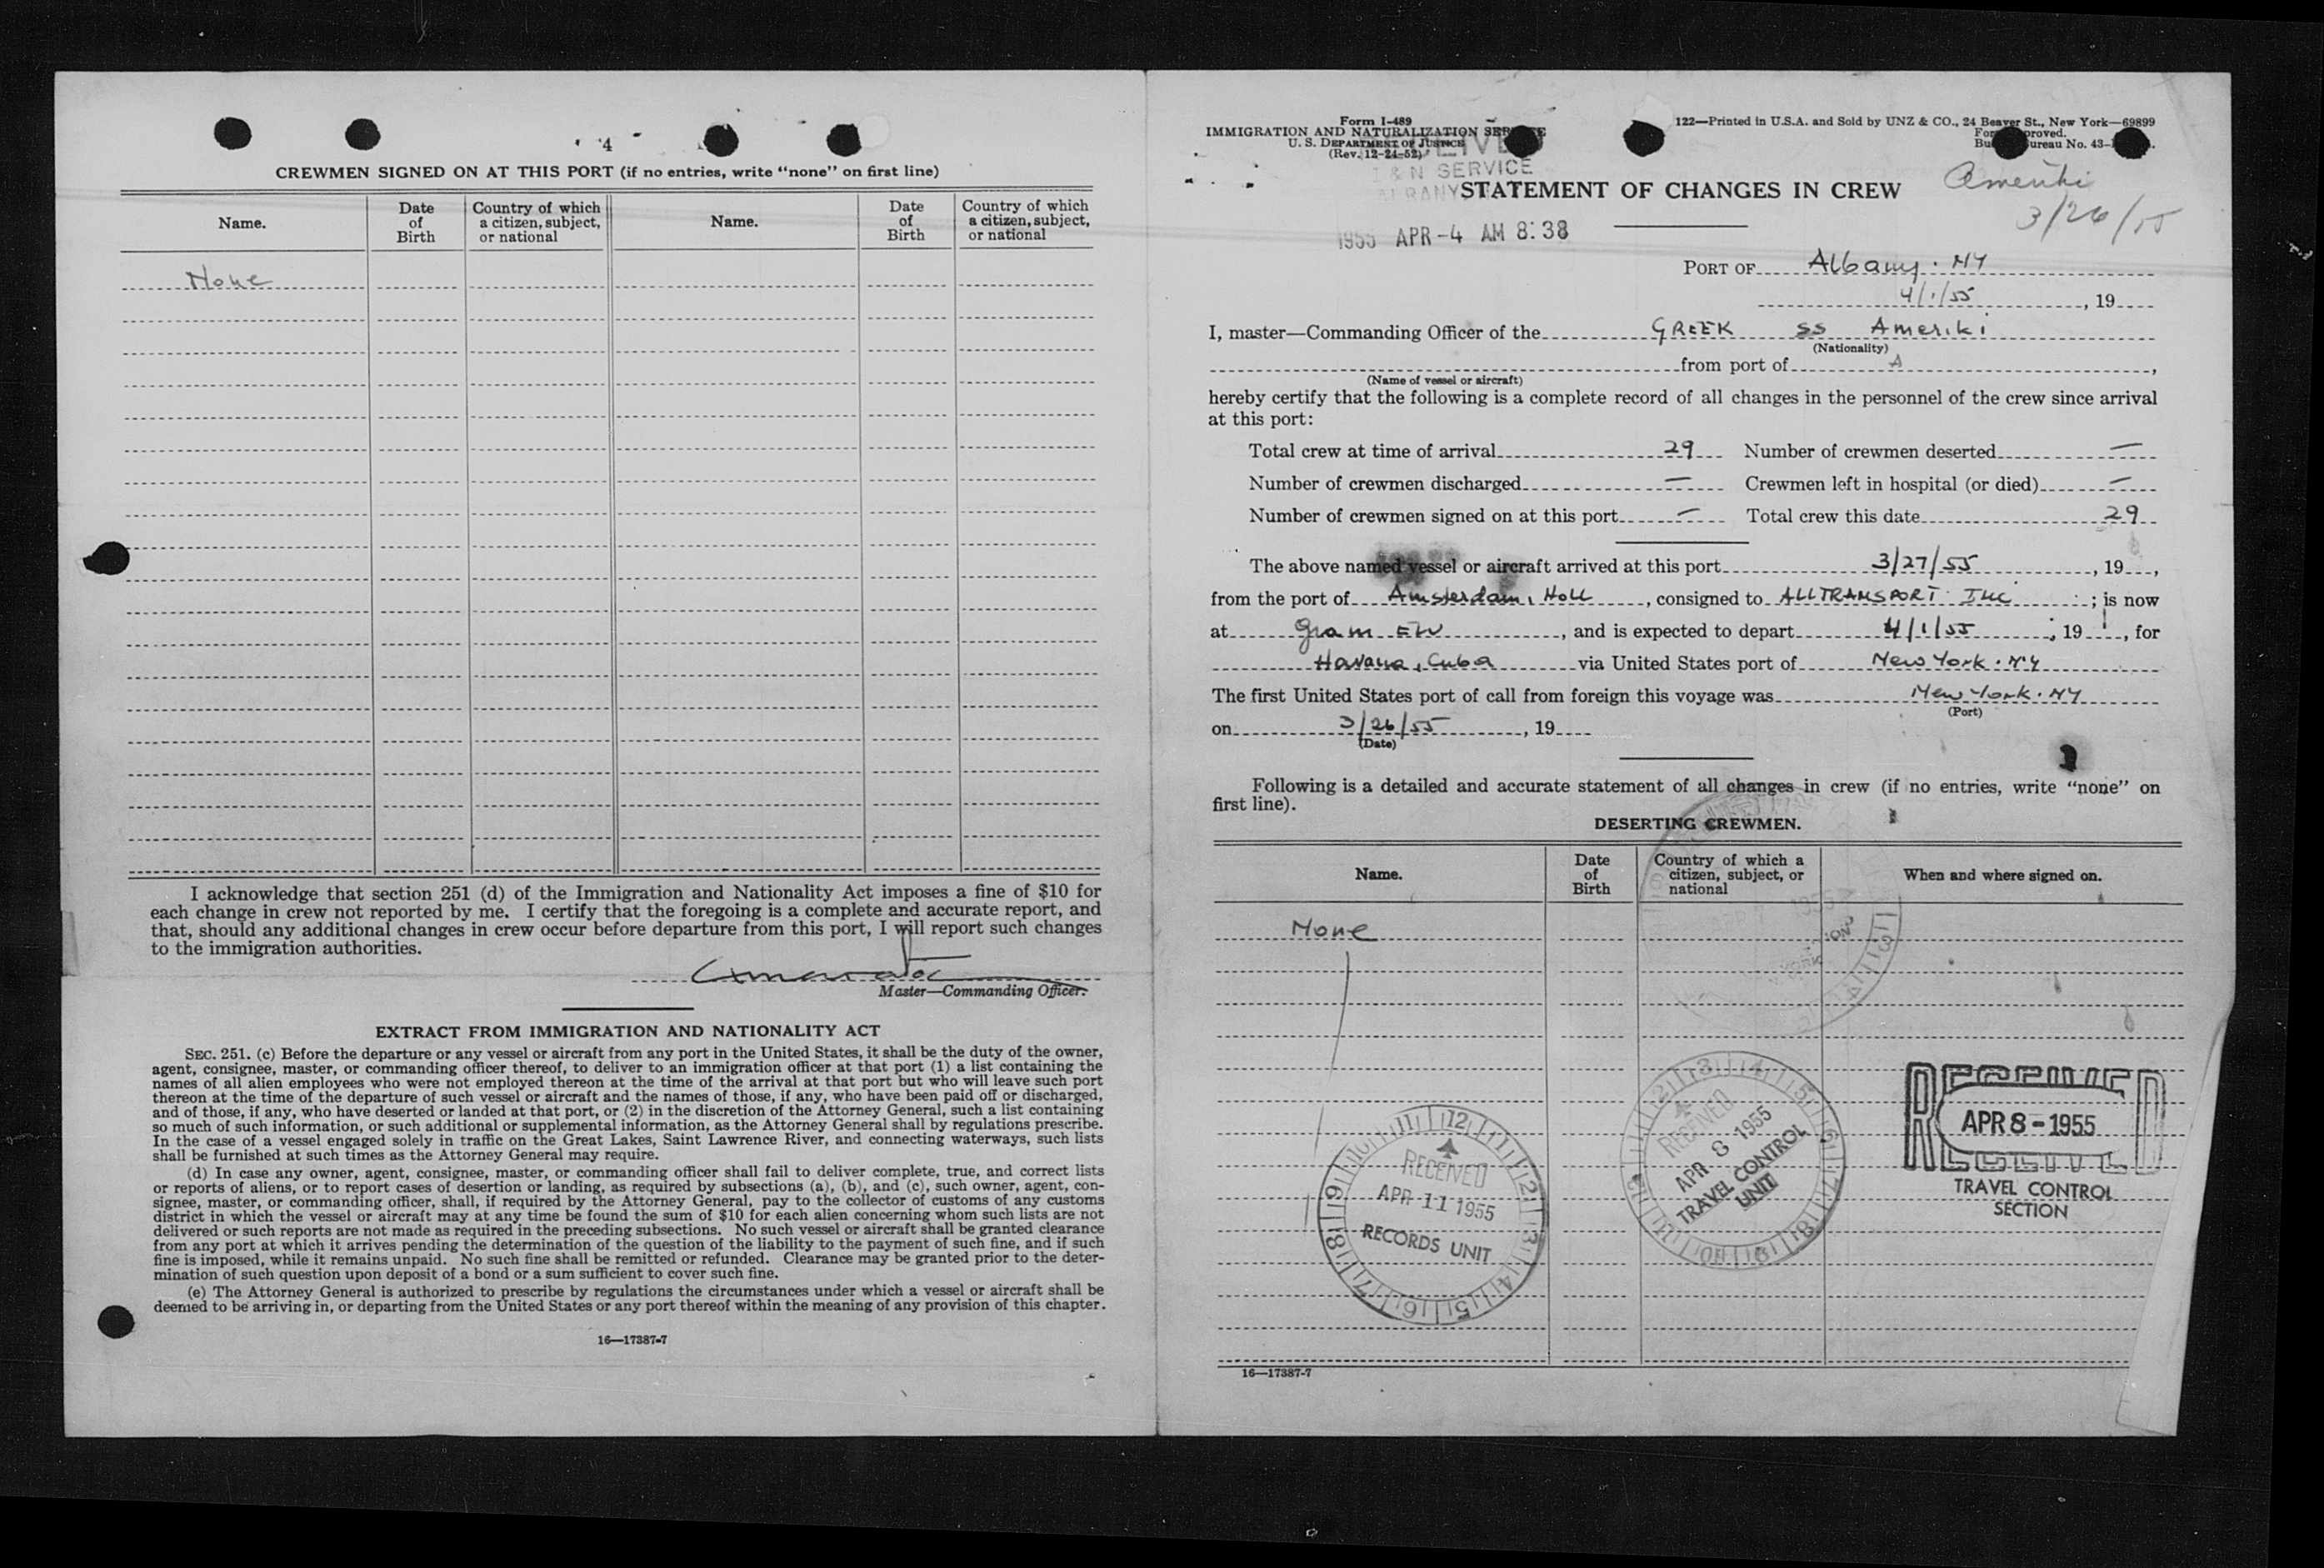 4
CREWMEN SIGNED ON AT THIS PORT (if no entries, write "none" on first line)
Name. Date of Birth Country of which a citizen, subject, or national Name. Date of Birth Country of which a citizen, subject, or national
None
I acknowledge that section 251 (d) of the Immigration and Nationality Act imposes a fine of $10 for
each change in crew not reported by me. I certify that the foregoing is a complete and accurate report, and
that, should any additional changes in crew occur before departure from this port, I will report such changes
to the immigration authorities.
Master—Commanding Officer.
EXTRACT FROM IMMIGRATION AND NATIONALITY ACT
SEC. 251. (c) Before the departure or any vessel or aircraft from any port in the United States, it shall be the duty of the owner,
agent, consignee, master, or commanding officer thereof, to deliver to an immigration officer at that port (1) a list containing the
names of all alien employees who were not employed thereon at the time of the arrival at that port but who will leave such port
thereon at the time of the departure of such vessel or aircraft and the names of those, if any, who have been paid off or discharged,
and of those, if any, who have deserted or landed at that port, or (2) in the discretion of the Attorney General, such a list containing
so much of such information, or such additional or supplemental information, as the Attorney General shall by regulations prescribe.
In the case of a vessel engaged solely in traffic on the Great Lakes, Saint Lawrence River, and connecting waterways, such lists
shall be furnished at such times as the Attorney General may require.
(d) In case any owner, agent, consignee, master, or commanding officer shall fail to deliver complete, true, and correct lists
or reports of aliens, or to report cases of desertion or landing, as required by subsections (a), (b), and (c), such owner, agent, con-
signee, master, or commanding officer, shall, if required by the Attorney General, pay to the collector of customs of any customs
district in which the vessel or aircraft may at any time be found the sum of $10 for each alien concerning whom such lists are not
delivered or such reports are not made as required in the preceding subsections. No such vessel or aircraft shall be granted clearance
from any port at which it arrives pending the determination of the question of the liability to the payment of such fine, and if such
fine is imposed, while it remains unpaid. No such fine shall be remitted or refunded. Clearance may be granted prior to the deter-
mination of such question upon deposit of a bond or a sum sufficient to cover such fine.
(e) The Attorney General is authorized to prescribe by regulations the circumstances under which a vessel or aircraft shall be
deemed to be arriving in, or departing from the United States or any port thereof within the meaning of any provision of this chapter.
16—17387-7
Form I-489
IMMIGRATION AND NATURALIZATION SERVICE
U. S. DEPARTMENT OF JUSTICE
(Rev. 12-24-52)
122—Printed in U.S.A. and Sold by UNZ & CO., 24 Beaver St., New York—69899
I & N SERVICE
ALBANY
1955 APR -4 AM 8:38
STATEMENT OF CHANGES IN CREW
Ameriki
3/26/55
PORT OF Albany. NY
4/1/55, 19
I, master—Commanding Officer of the GREEK SS Ameriki
(Nationality)
from port of A,
(Name of vessel or aircraft)
hereby certify that the following is a complete record of all changes in the personnel of the crew since arrival
at this port:
Total crew at time of arrival 29 Number of crewmen deserted —
Number of crewmen discharged — Crewmen left in hospital (or died) —
Number of crewmen signed on at this port — Total crew this date 29
The above named vessel or aircraft arrived at this port 3/27/55, 19,
from the port of Amsterdam, Holl, consigned to ALLTRANSPORT INC; is now
at Grain El, and is expected to depart 4/1/55, 19, for
Havana, Cuba via United States port of New York. NY
The first United States port of call from foreign this voyage was New York. NY
(Port)
on 3/26/55, 19
(Date)
Following is a detailed and accurate statement of all changes in crew (if no entries, write "none" on
first line).
DESERTING CREWMEN.
Name. Date of Birth Country of which a citizen, subject, or national When and where signed on.
None
RECEIVED
APR 11 1955
RECORDS UNIT
RECEIVED
APR 8 1955
TRAVEL CONTROL
UNIT
RECEIVED
APR 8 - 1955
TRAVEL CONTROL
SECTION
16—17387-7